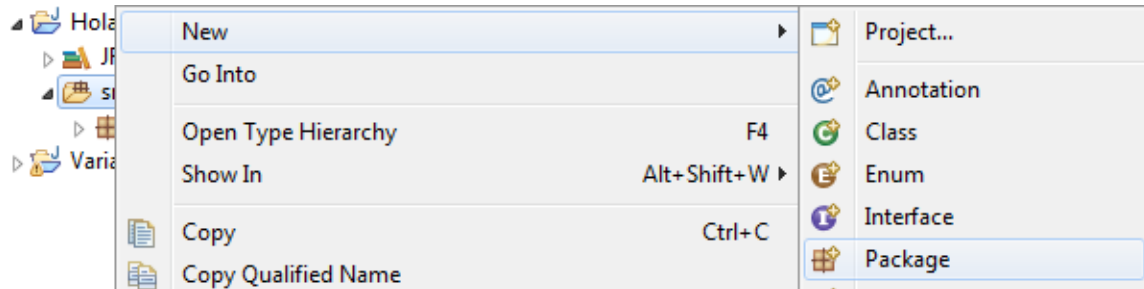 Hola
New
Project...
JR
Go Into
Annotation
Open Type Hierarchy F4
Class
Varia
Show In Alt+Shift+W
Enum
Interface
Copy Ctrl+C
Package
Copy Qualified Name